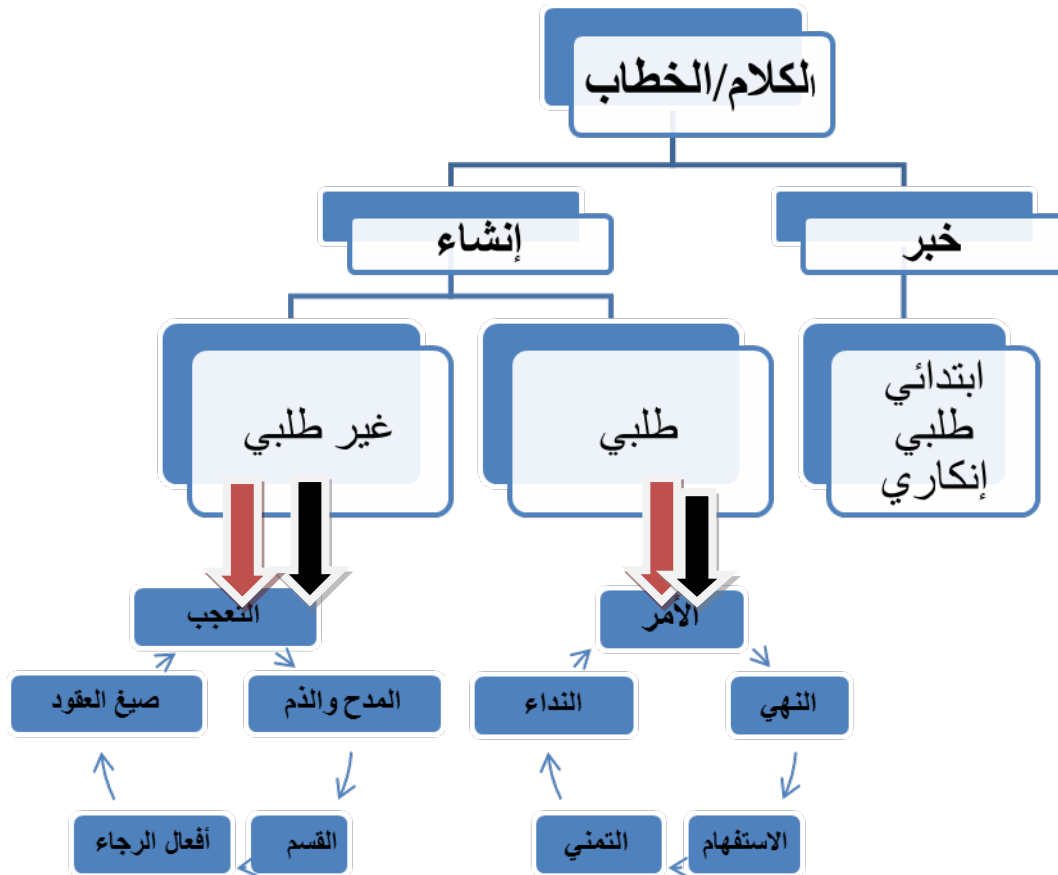 الكلام/الخطاب
خبر
إنشاء
ابتدائي
طلبي
إنكاري
طلبي
غير طلبي
الأمر
النهي
الاستفهام
التمني
النداء
التعجب
المدح والذم
القسم
أفعال الرجاء
صيغ العقود